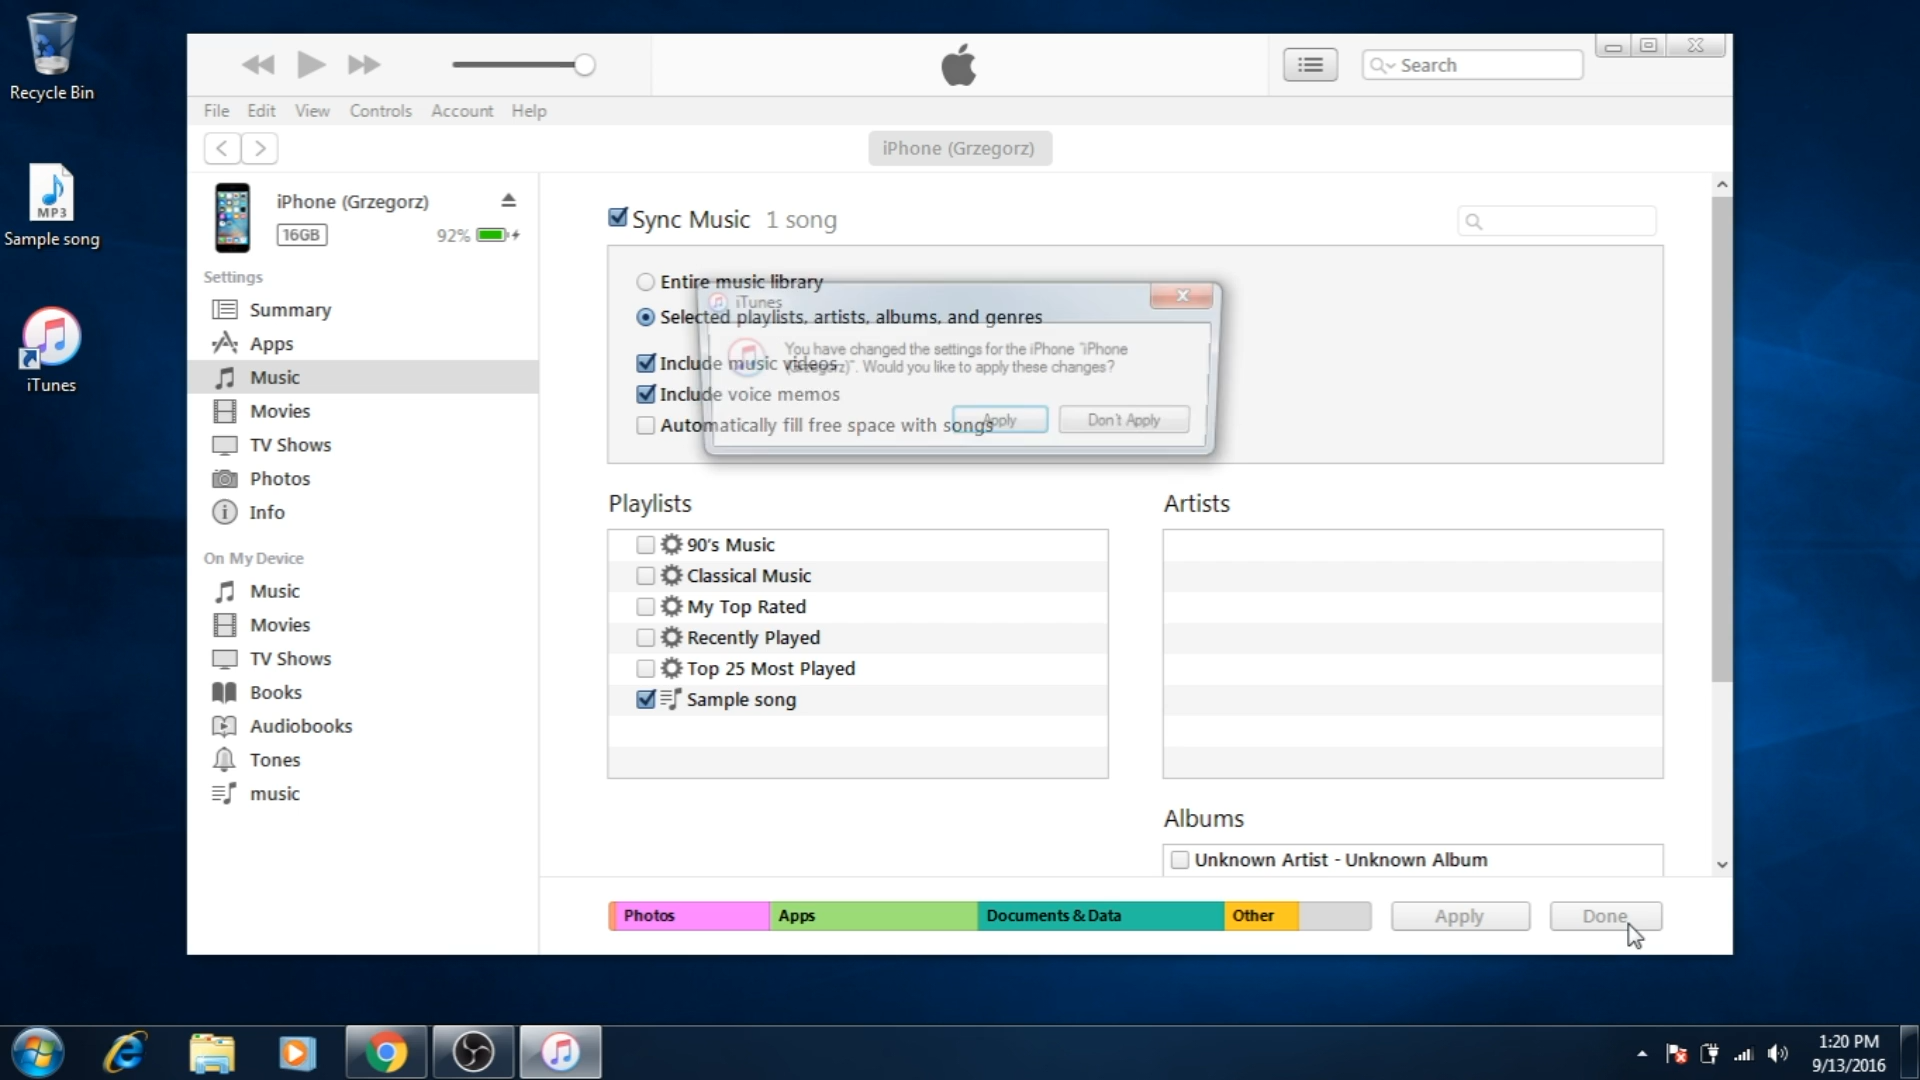 Recycle Bin
MP3
Sample song
iTunes
Search
File Edit View Controls Account Help
iPhone (Grzegorz)
iPhone (Grzegorz)
16GB
92%
Settings
Summary
Apps
Music
Movies
TV Shows
Photos
Info
On My Device
Music
Movies
TV Shows
Books
Audiobooks
Tones
music
Sync Music 1 song
Entire music library
Selected playlists, artists, albums, and genres
Include music videos
Include voice memos
Automatically fill free space with songs
iTunes
You have changed the settings for the iPhone "iPhone
(Grzegorz)". Would you like to apply these changes?
Apply Don't Apply
Playlists
90's Music
Classical Music
My Top Rated
Recently Played
Top 25 Most Played
Sample song
Artists
Albums
Unknown Artist - Unknown Album
Photos Apps Documents & Data Other
Apply Done
1:20 PM
9/13/2016